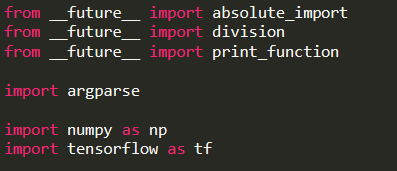 from __future__ import absolute_import
from __future__ import division
from __future__ import print_function
import argparse
import numpy as np
import tensorflow as tf